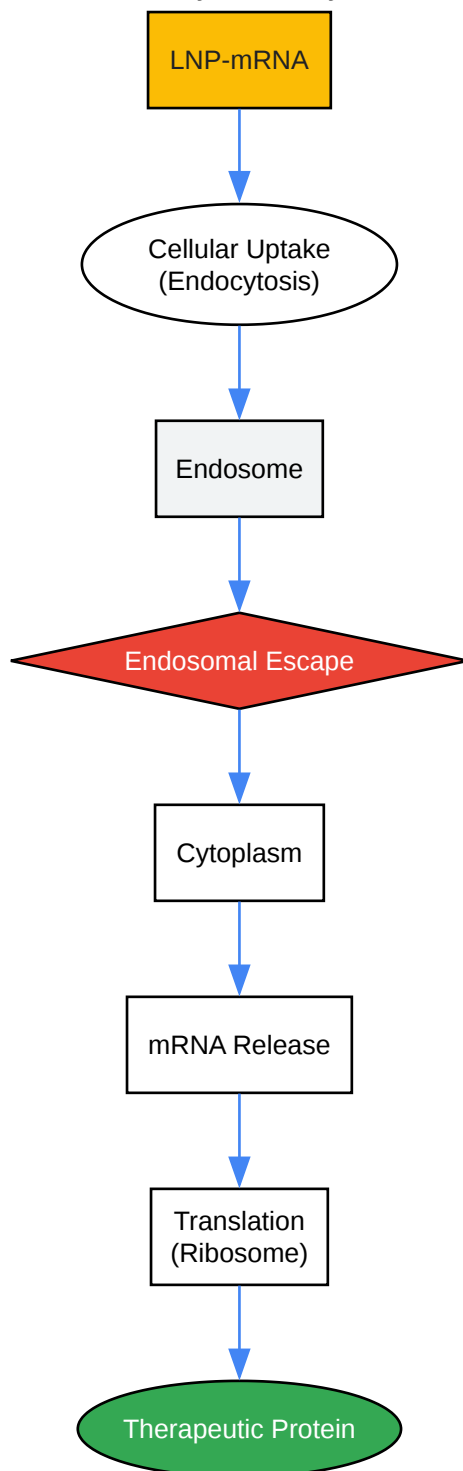 LNP-mRNA
Cellular Uptake
(Endocytosis)
Endosome
Endosomal Escape
Cytoplasm
mRNA Release
Translation
(Ribosome)
Therapeutic Protein